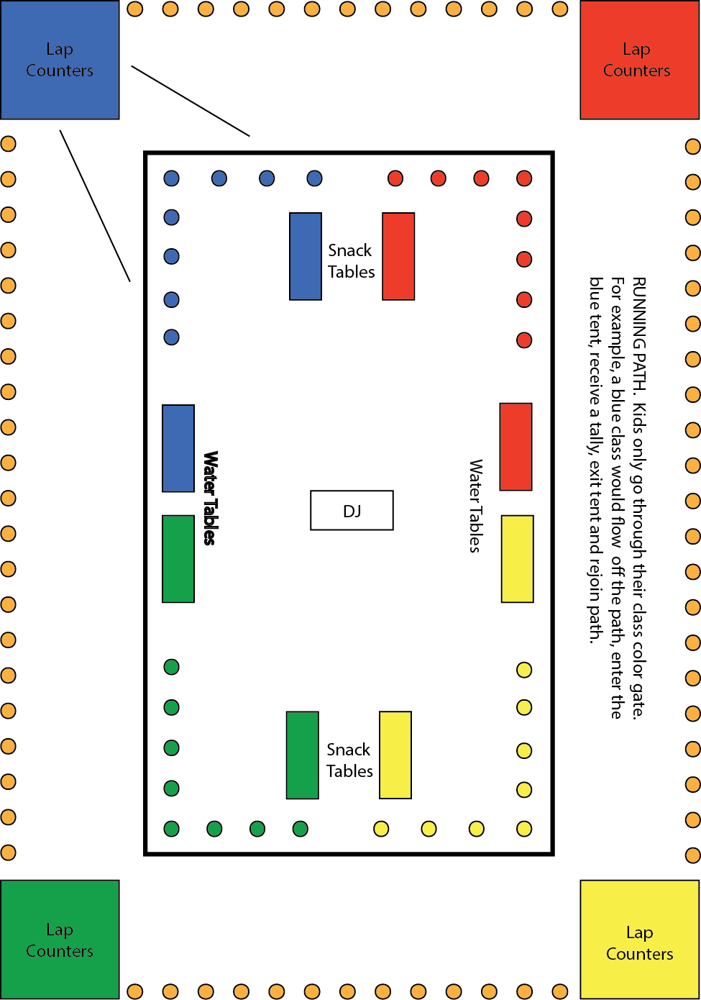 Lap
Counters
Lap
Counters
Snack
Tables
RUNNING PATH.  Kids only go through their class color gate.
For example, a blue class would flow  off the path, enter the
blue tent, receive a tally, exit tent and rejoin path.
Water Tables
Water Tables
DJ
Snack
Tables
Lap
Counters
Lap
Counters